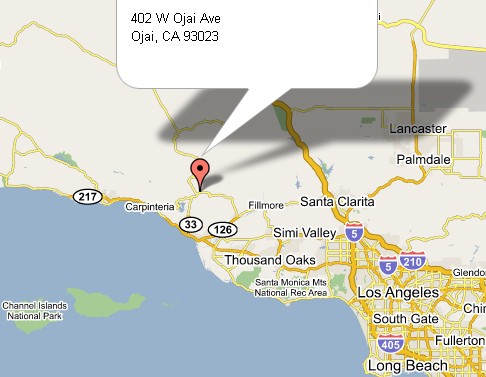 402 W Ojai Ave
Ojai, CA 93023
i
Lancaster
Palmdale
217
Carpinteria
33
126
Fillmore
Santa Clarita
Simi Valley
5
Thousand Oaks
5
210
Glendo
Santa Monica Mts
National Rec Area
Los Angeles
Channel Islands
National Park
South Gate
Chin
405
Fullerton
Long Beach